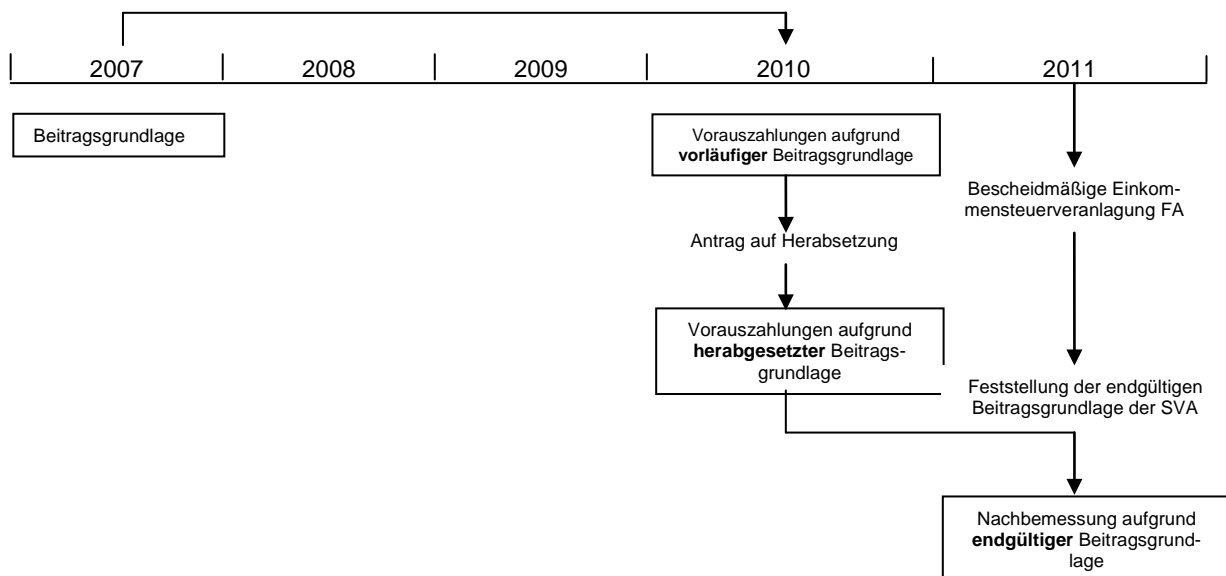 2007 2008 2009 2010 2011
Beitragsgrundlage
Vorauszahlungen aufgrund
vorläufiger Beitragsgrundlage
Antrag auf Herabsetzung
Vorauszahlungen aufgrund
herabgesetzter Beitrags-
grundlage
Bescheidmäßige Einkom-
mensteuerveranlagung FA
Feststellung der endgültigen
Beitragsgrundlage der SVA
Nachbemessung aufgrund
endgültiger Beitragsgrund-
lage